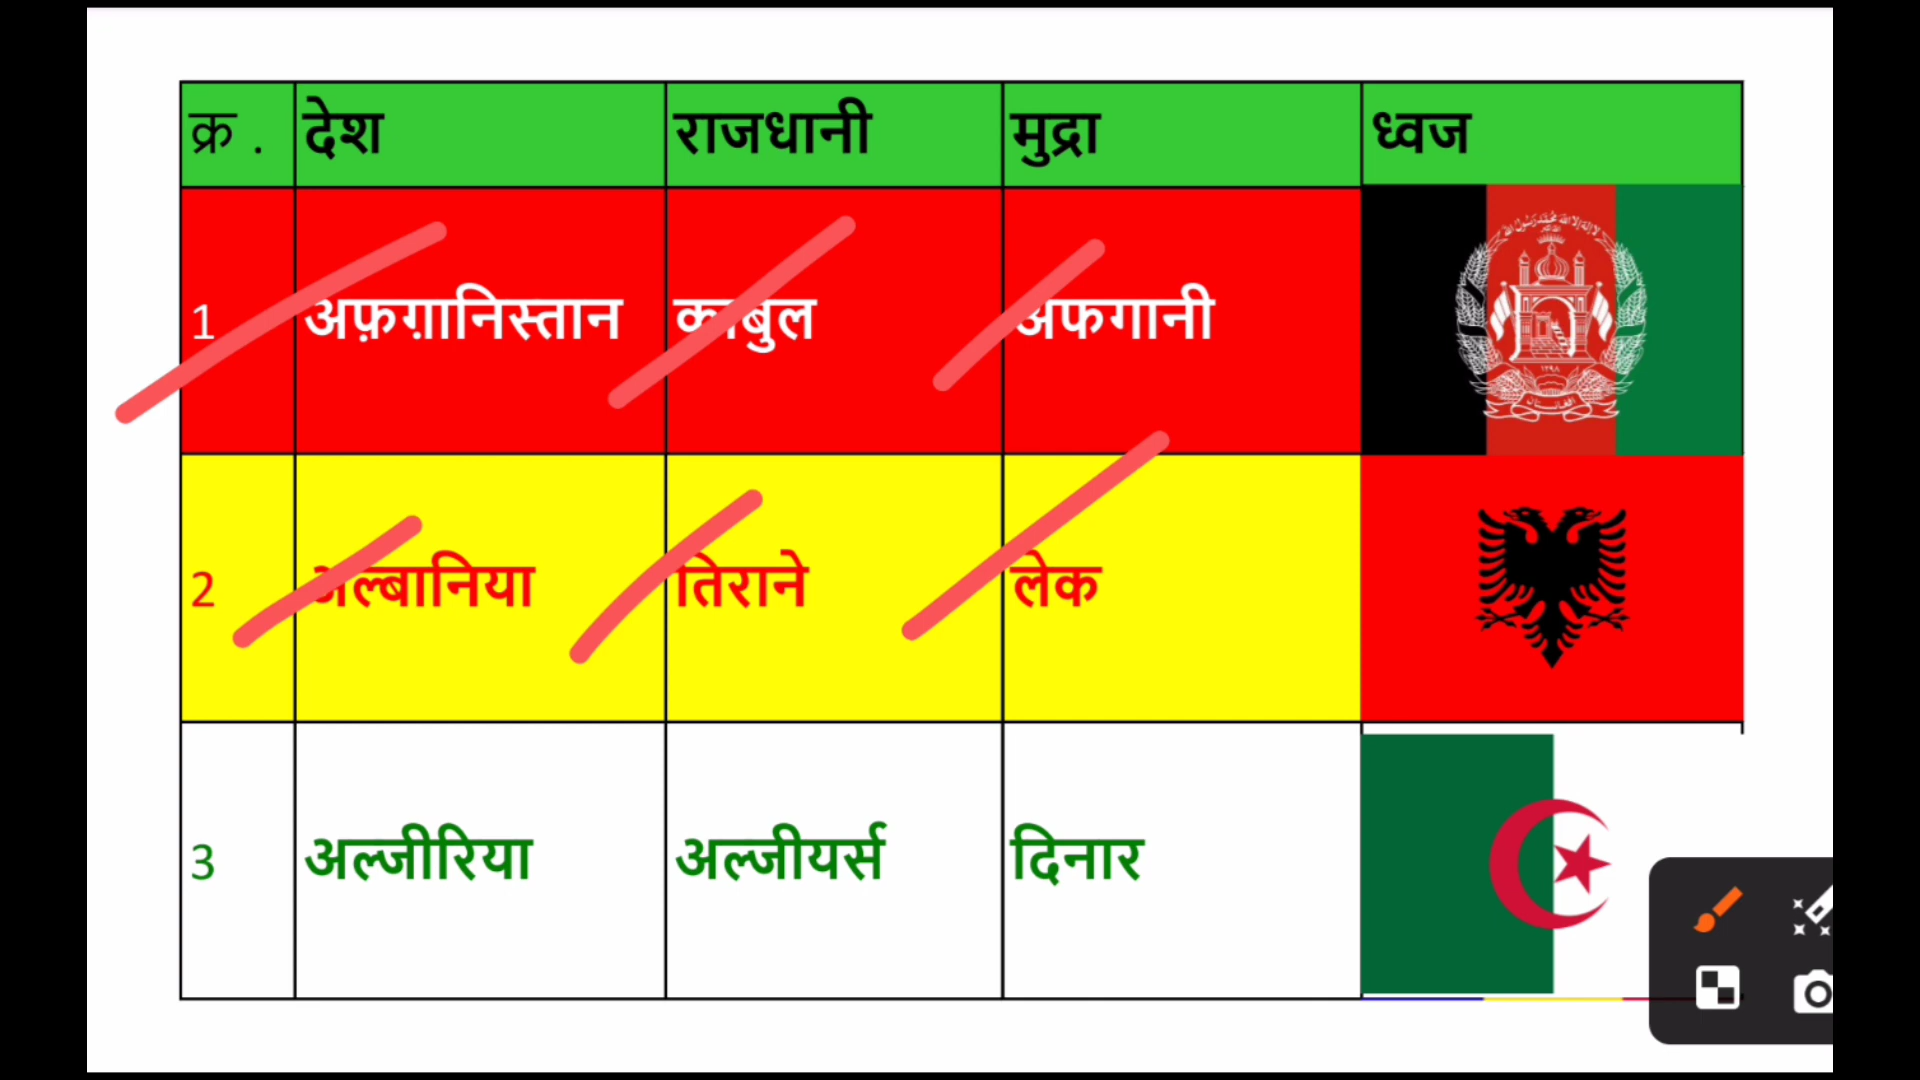 क्र . देश राजधानी मुद्रा ध्वज
1 अफ़ग़ानिस्तान काबुल अफगानी
2 अल्बानिया तिराने लेक
3 अल्जीरिया अल्जीयर्स दिनार